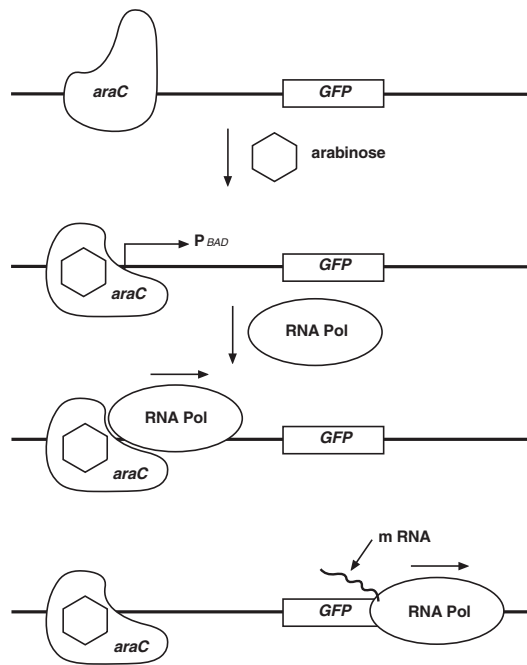 araC
GFP
arabinose
P BAD
GFP
araC
RNA Pol
RNA Pol
GFP
araC
m RNA
GFP
RNA Pol
araC